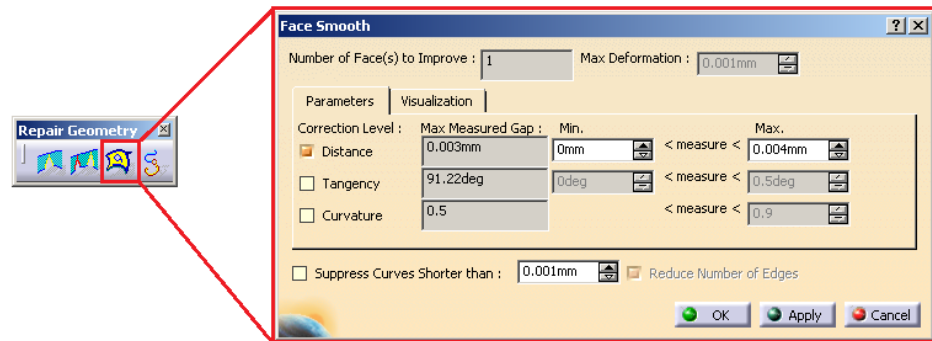 Face Smooth
Number of Face(s) to Improve : 1 Max Deformation : 0.001mm
Repair Geometry
Parameters Visualization
Correction Level : Max Measured Gap : Min. Max.
Distance 0.003mm 0mm < measure < 0.004mm
Tangency 91.22deg 0deg < measure < 0.5deg
Curvature 0.5 < measure < 0.9
Suppress Curves Shorter than : 0.001mm Reduce Number of Edges
OK Apply Cancel